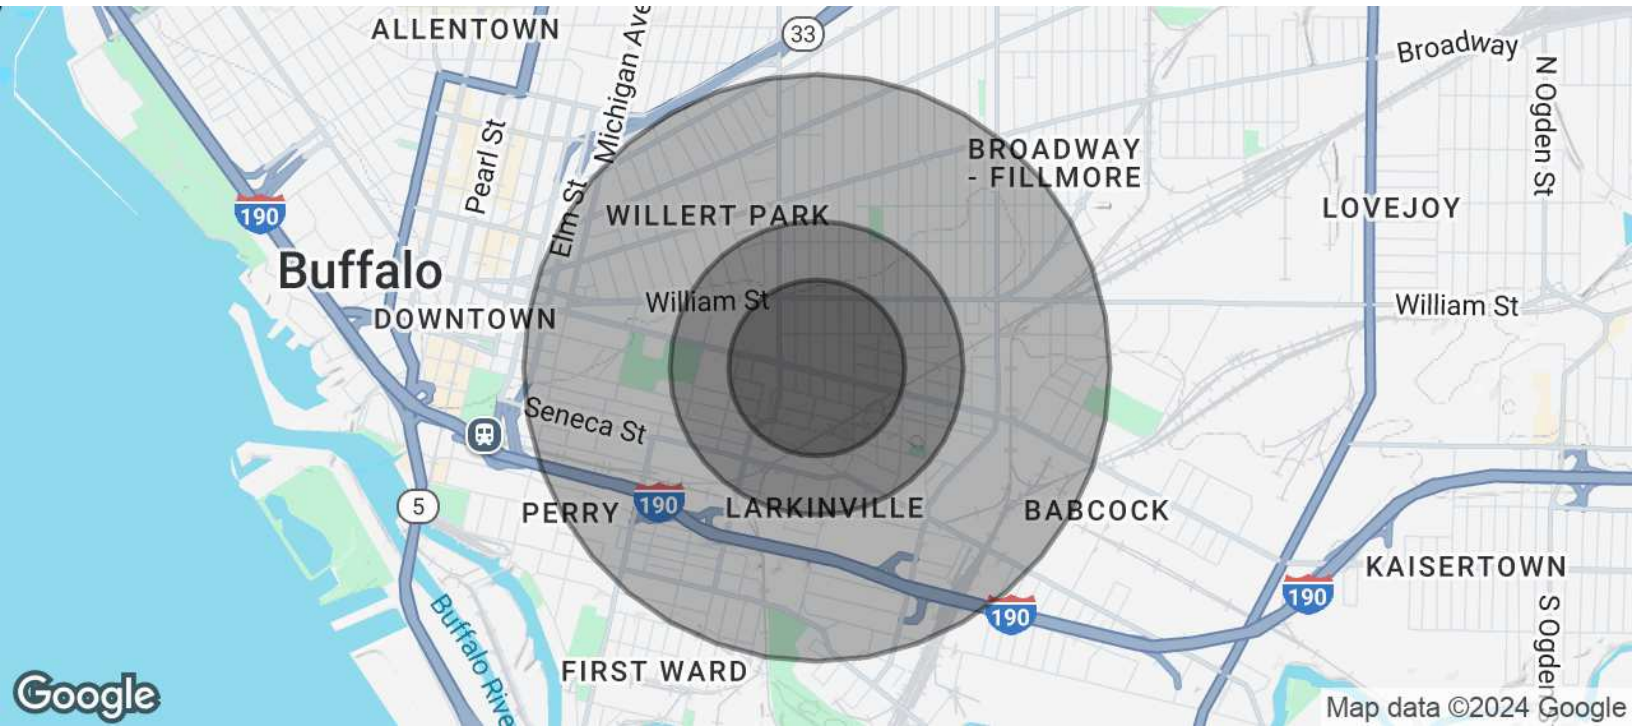 ALLENTOWN
Michigan Ave
33
Broadway
N Ogden St
Pearl St
BROADWAY
- FILLMORE
Elm St
WILLERT PARK
LOVEJOY
190
Buffalo
William St
William St
DOWNTOWN
Seneca St
5
PERRY
190
LARKINVILLE
BABCOCK
KAISERTOWN
190
190
Buffalo Rive
S Ogden
FIRST WARD
Google
Map data ©2024 Google